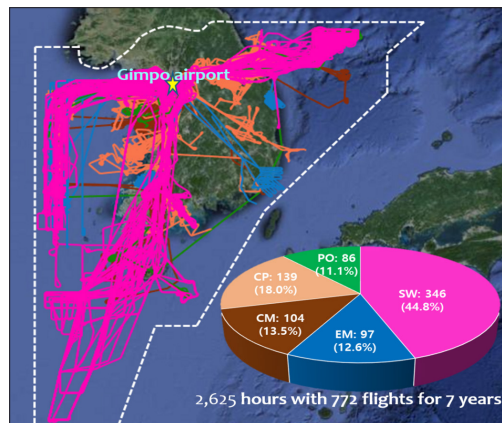 Gimpo airport
PO: 86
(11.1%)
CP: 139
(18.0%)
SW: 346
(44.8%)
CM: 104
(13.5%)
EM: 97
(12.6%)
2,625 hours with 772 flights for 7 years